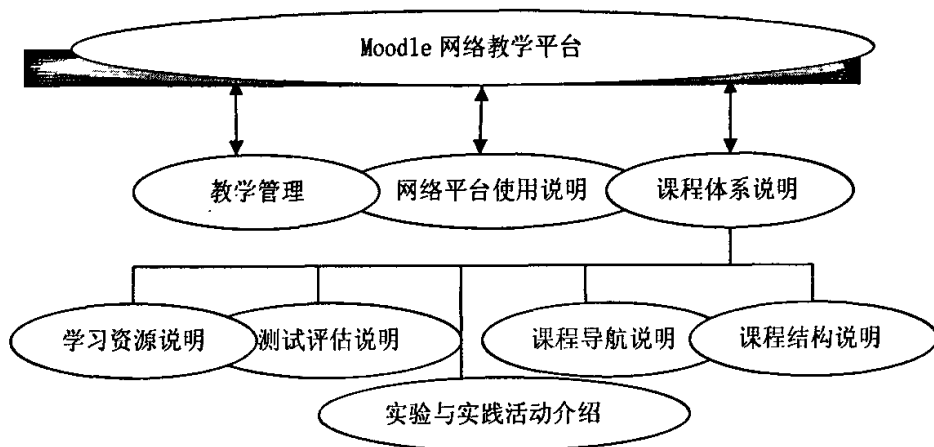 Moodle 网络教学平台
教学管理
网络平台使用说明
课程体系说明
学习资源说明
测试评估说明
课程导航说明
课程结构说明
实验与实践活动介绍